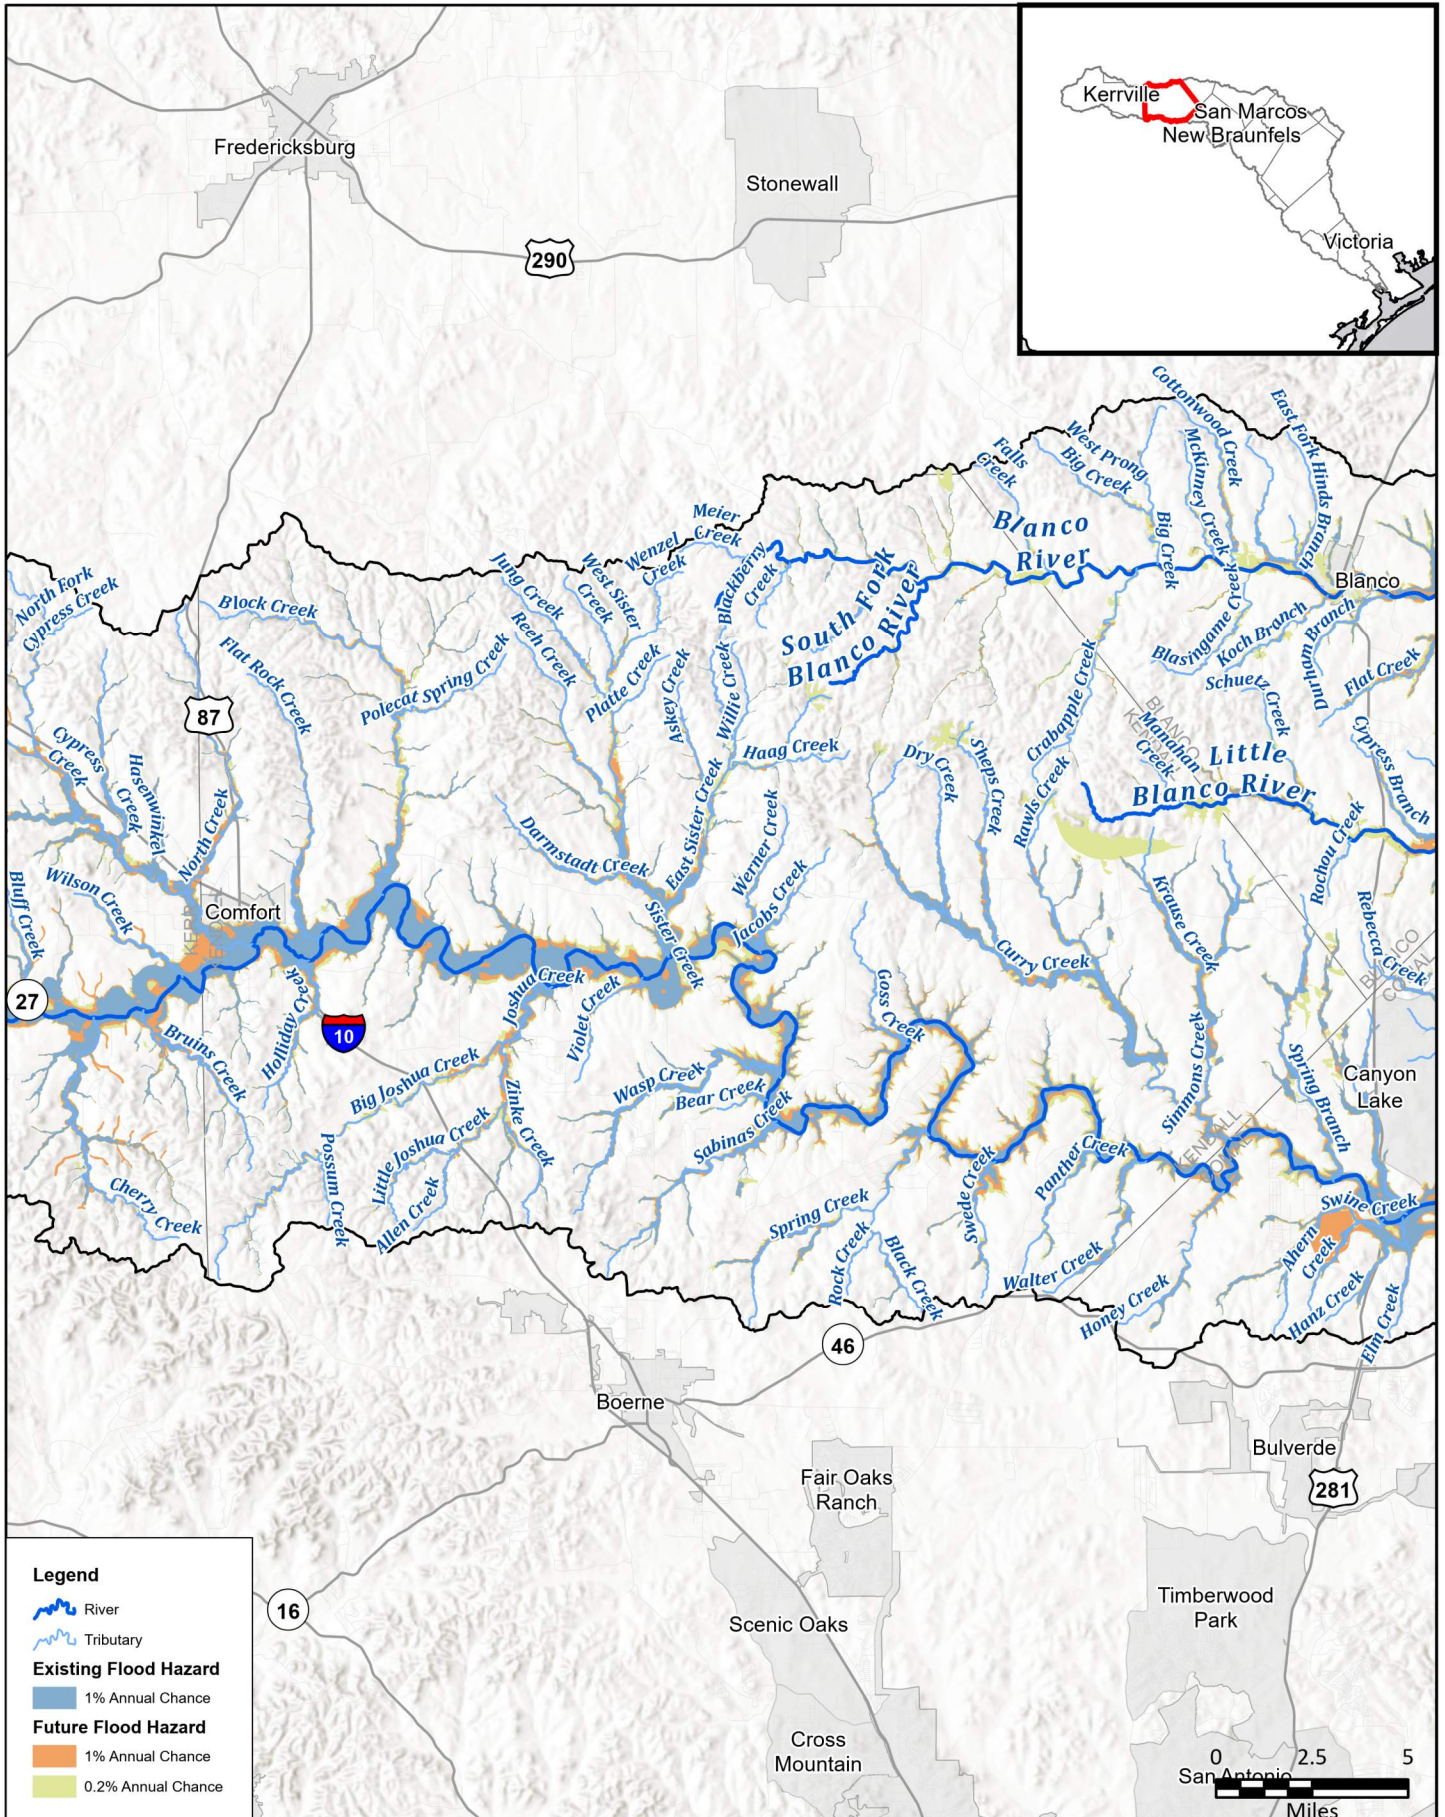 Kerrville
San Marcos
New Braunfels
Victoria
Fredericksburg
Stonewall
290
Cottonwood Creek
East Fork Hinds Branch
McKinney Creek
West Prong
Big Creek
Falls
Creek
Big Creek
Blanco
River
Meier
Creek
Wenzel
Creek
Blackberry
Creek
West Sister
Creek
Jung Creek
Reeh Creek
South Fork
Blanco River
Blanco
North Fork
Cypress Creek
Block Creek
Flat Rock Creek
Polecat Spring Creek
Platte Creek
Askey Creek
Willie Creek
Haag Creek
Blasingame Creek
Koch Branch
Durham Branch
Schuetz Creek
Flat Creek
Crabapple Creek
BLANCO
KENDALL
Manahan
Creek
Little
Blanco River
Cypress Branch
87
Cypress
Creek
Hasenwinkel
Creek
North Creek
Dry Creek
Sheps Creek
Rawls Creek
Darmstadt Creek
East Sister Creek
Werner Creek
Jacobs Creek
Rochou Creek
Bluff Creek
Wilson Creek
Comfort
KERR
Sister Creek
Krause Creek
Rebecca Creek
BLANCO
COMAL
Curry Creek
Goss Creek
27
Holliday Creek
Joshua Creek
Violet Creek
10
Bruins Creek
Big Joshua Creek
Wasp Creek
Bear Creek
Simmons Creek
Spring Branch
Canyon
Lake
Zinke Creek
Little Joshua Creek
Sabinas Creek
KENDALL
COMAL
Possum Creek
Panther Creek
Cherry Creek
Allen Creek
Spring Creek
Swede Creek
Swine Creek
Rock Creek
Black Creek
Walter Creek
Ahern
Creek
Honey Creek
Hanz Creek
Elm Creek
46
Boerne
Bulverde
281
Fair Oaks
Ranch
Timberwood
Park
16
Scenic Oaks
Cross
Mountain
San Antonio
Legend
River
Tributary
Existing Flood Hazard
1% Annual Chance
Future Flood Hazard
1% Annual Chance
0.2% Annual Chance
0 2.5 5
Miles